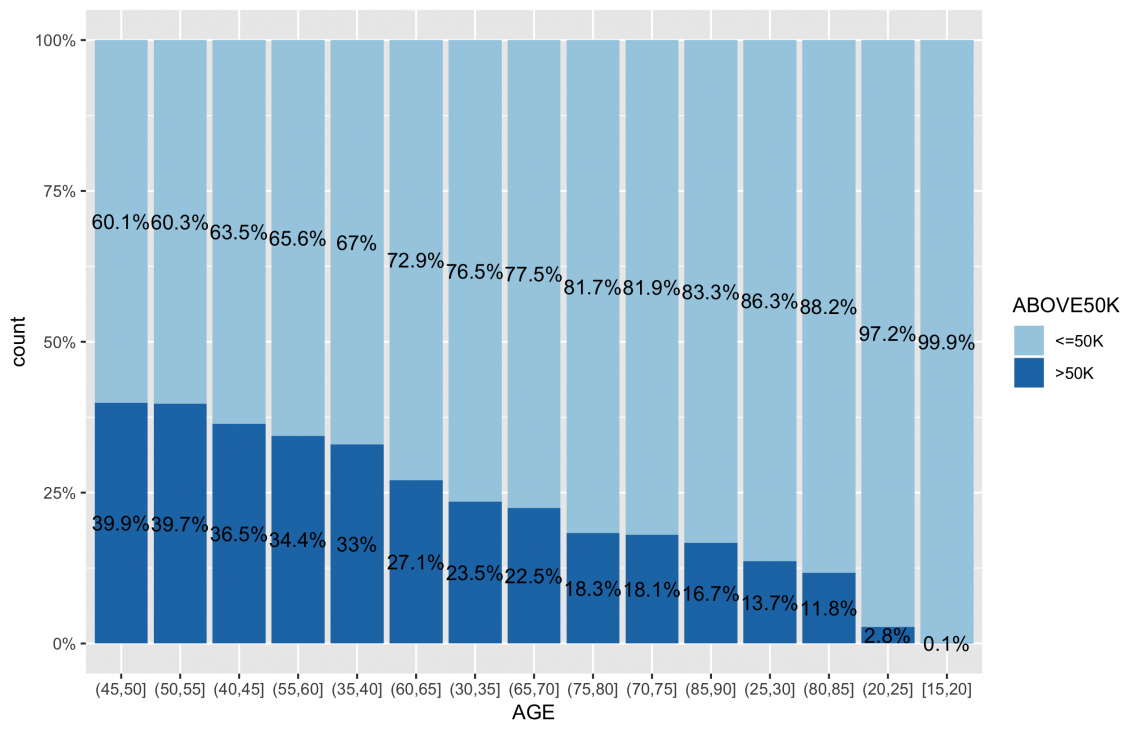 100%
75%
50%
25%
0%
count
60.1% 60.3% 63.5% 65.6% 67% 72.9% 76.5% 77.5% 81.7% 81.9% 83.3% 86.3% 88.2% 97.2% 99.9%
39.9% 39.7% 36.5% 34.4% 33% 27.1% 23.5% 22.5% 18.3% 18.1% 16.7% 13.7% 11.8% 2.8% 0.1%
(45,50] (50,55] (40,45] (55,60] (35,40] (60,65] (30,35] (65,70] (75,80] (70,75] (85,90] (25,30] (80,85] (20,25] [15,20]
AGE
ABOVE50K
<=50K
>50K